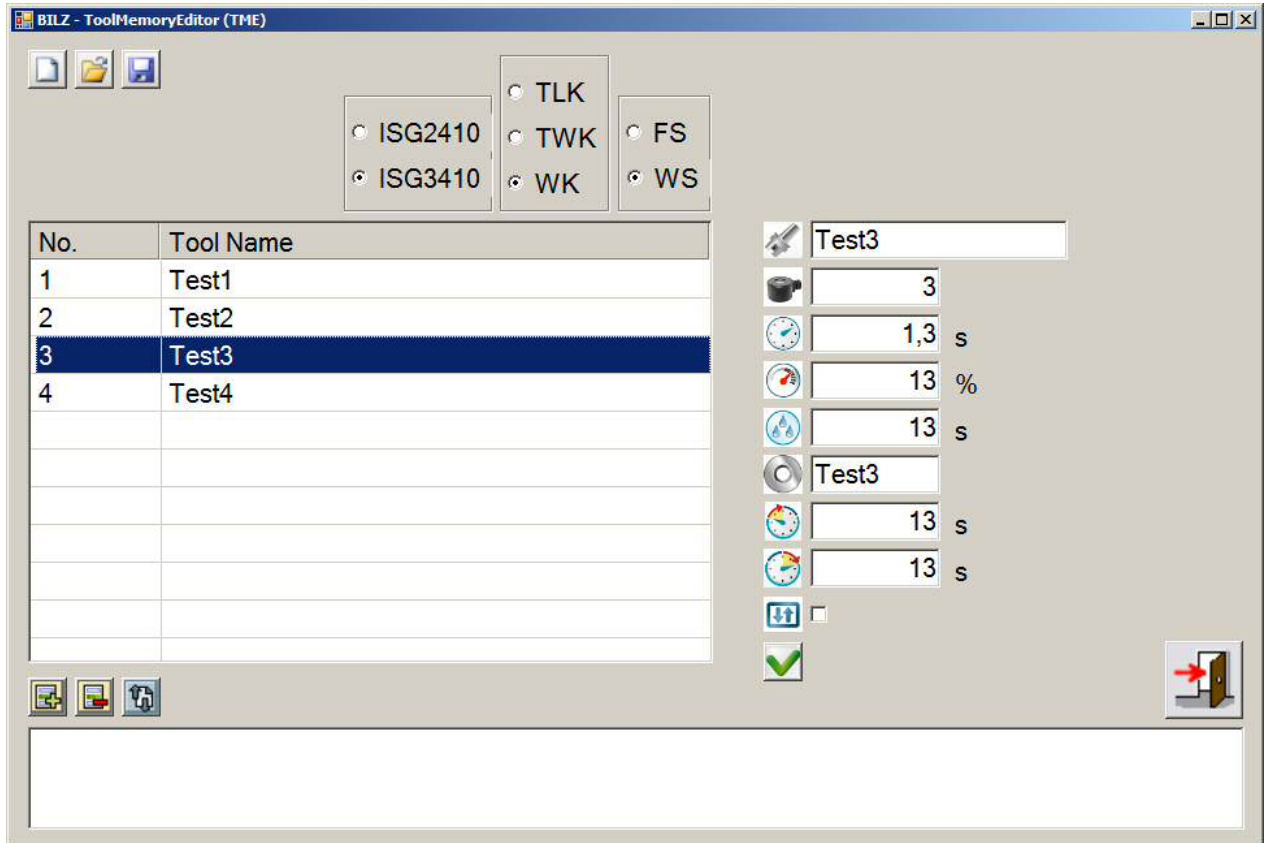 BILZ - ToolMemoryEditor (TME)
TLK
ISG2410 TWK FS
ISG3410 WK WS
No. Tool Name
1 Test1
2 Test2
3 Test3
4 Test4
Test3
3
1,3 s
13 %
13 s
Test3
13 s
13 s